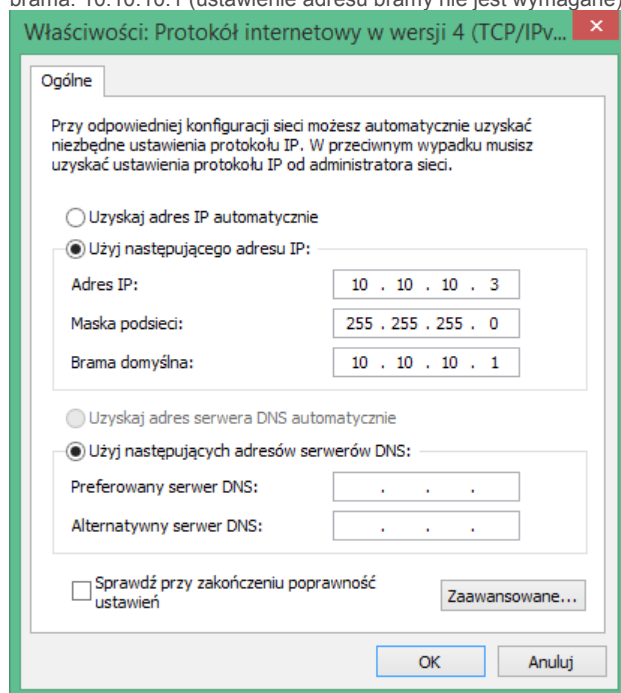 brama: 10.10.10.1 (ustawienie adresu bramy nie jest wymagane)
Właściwości: Protokół internetowy w wersji 4 (TCP/IPv...
Ogólne
Przy odpowiedniej konfiguracji sieci możesz automatycznie uzyskać
niezbędne ustawienia protokołu IP. W przeciwnym wypadku musisz
uzyskać ustawienia protokołu IP od administratora sieci.
Uzyskaj adres IP automatycznie
Użyj następującego adresu IP:
Adres IP: 10 . 10 . 10 . 3
Maska podsieci: 255 . 255 . 255 . 0
Brama domyślna: 10 . 10 . 10 . 1
Uzyskaj adres serwera DNS automatycznie
Użyj następujących adresów serwerów DNS:
Preferowany serwer DNS: . . .
Alternatywny serwer DNS: . . .
Sprawdź przy zakończeniu poprawność
ustawień
Zaawansowane...
OK Anuluj